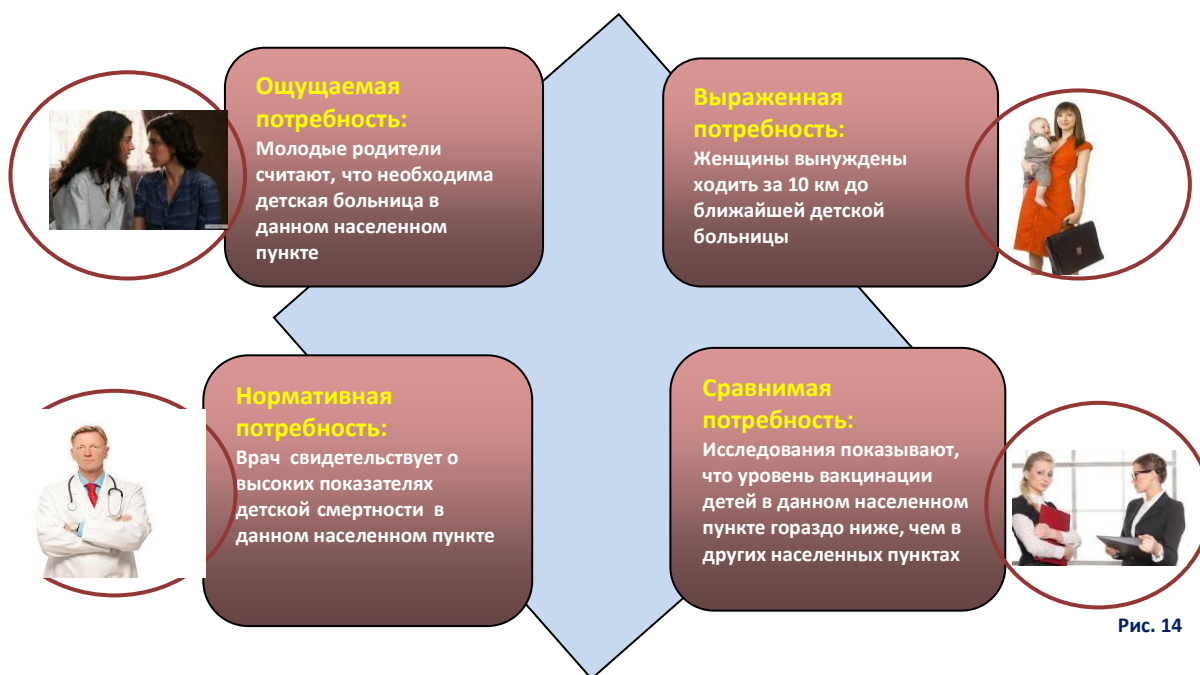 Ощущаемая
потребность:
Молодые родители
считают, что необходима
детская больница в
данном населенном
пункте
Выраженная
потребность:
Женщины вынуждены
ходить за 10 км до
ближайшей детской
больницы
Нормативная
потребность:
Врач свидетельствует о
высоких показателях
детской смертности в
данном населенном пункте
Сравнимая
потребность:
Исследования показывают,
что уровень вакцинации
детей в данном населенном
пункте гораздо ниже, чем в
других населенных пунктах
Рис. 14